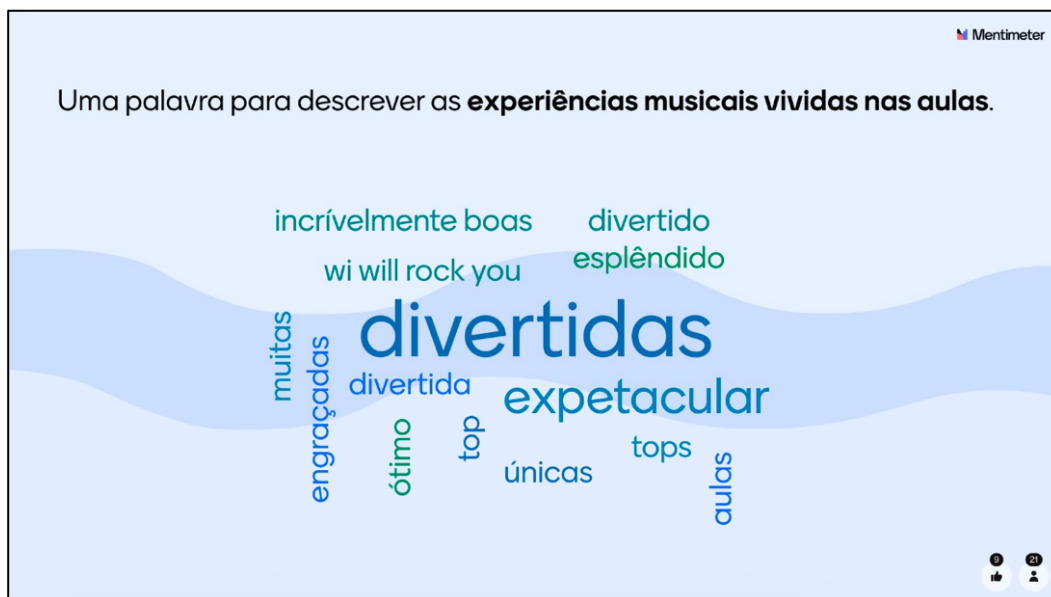 Mentimeter
Uma palavra para descrever as experiências musicais vividas nas aulas.
incrívelmente boas
divertido
wi will rock you
esplêndido
divertidas
muitas
engraçadas
divertida
expetacular
ótimo
top
únicas
tops
aulas
9
21